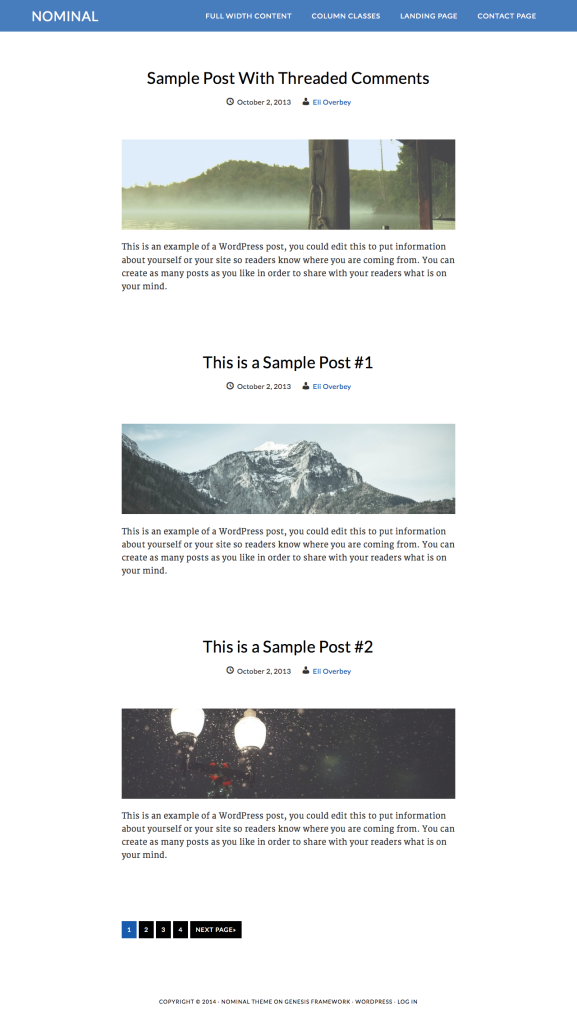 NOMINAL FULL WIDTH CONTENT COLUMN CLASSES LANDING PAGE CONTACT PAGE
Sample Post With Threaded Comments
October 2, 2013 Eli Overbey
This is an example of a WordPress post, you could edit this to put information
about yourself or your site so readers know where you are coming from. You can
create as many posts as you like in order to share with your readers what is on
your mind.
This is a Sample Post #1
October 2, 2013 Eli Overbey
This is an example of a WordPress post, you could edit this to put information
about yourself or your site so readers know where you are coming from. You can
create as many posts as you like in order to share with your readers what is on
your mind.
This is a Sample Post #2
October 2, 2013 Eli Overbey
This is an example of a WordPress post, you could edit this to put information
about yourself or your site so readers know where you are coming from. You can
create as many posts as you like in order to share with your readers what is on
your mind.
1 2 3 4 NEXT PAGE»
COPYRIGHT © 2014 · NOMINAL THEME ON GENESIS FRAMEWORK · WORDPRESS · LOG IN